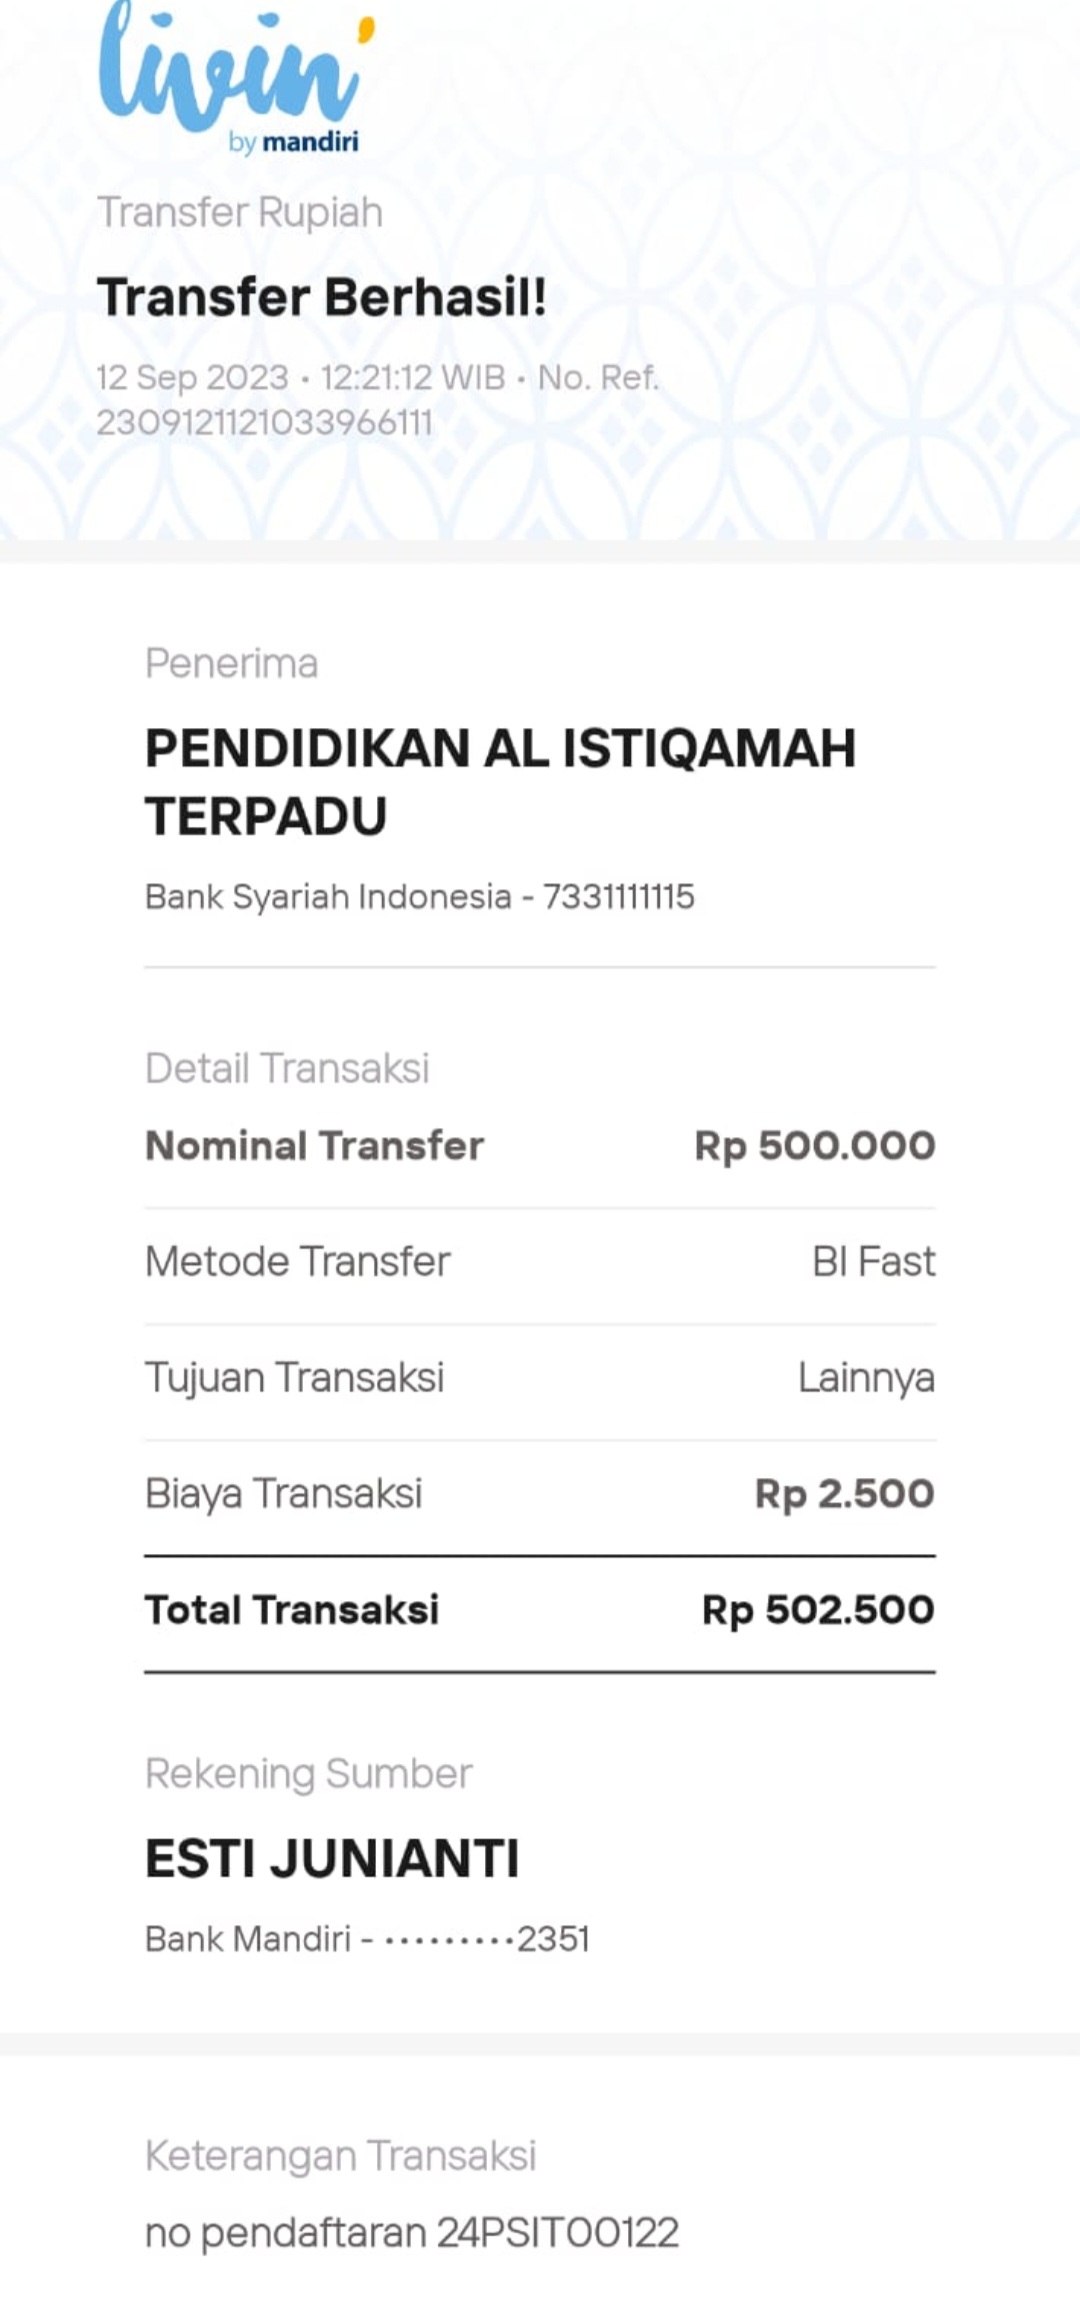 livin'
by mandiri
Transfer Rupiah
Transfer Berhasil!
12 Sep 2023 • 12:21:12 WIB • No. Ref.
2309121121033966111
Penerima
PENDIDIKAN AL ISTIQAMAH
TERPADU
Bank Syariah Indonesia - 7331111115
Detail Transaksi
Nominal Transfer Rp 500.000
Metode Transfer BI Fast
Tujuan Transaksi Lainnya
Biaya Transaksi Rp 2.500
Total Transaksi Rp 502.500
Rekening Sumber
ESTI JUNIANTI
Bank Mandiri - •••••••••2351
Keterangan Transaksi
no pendaftaran 24PSIT00122